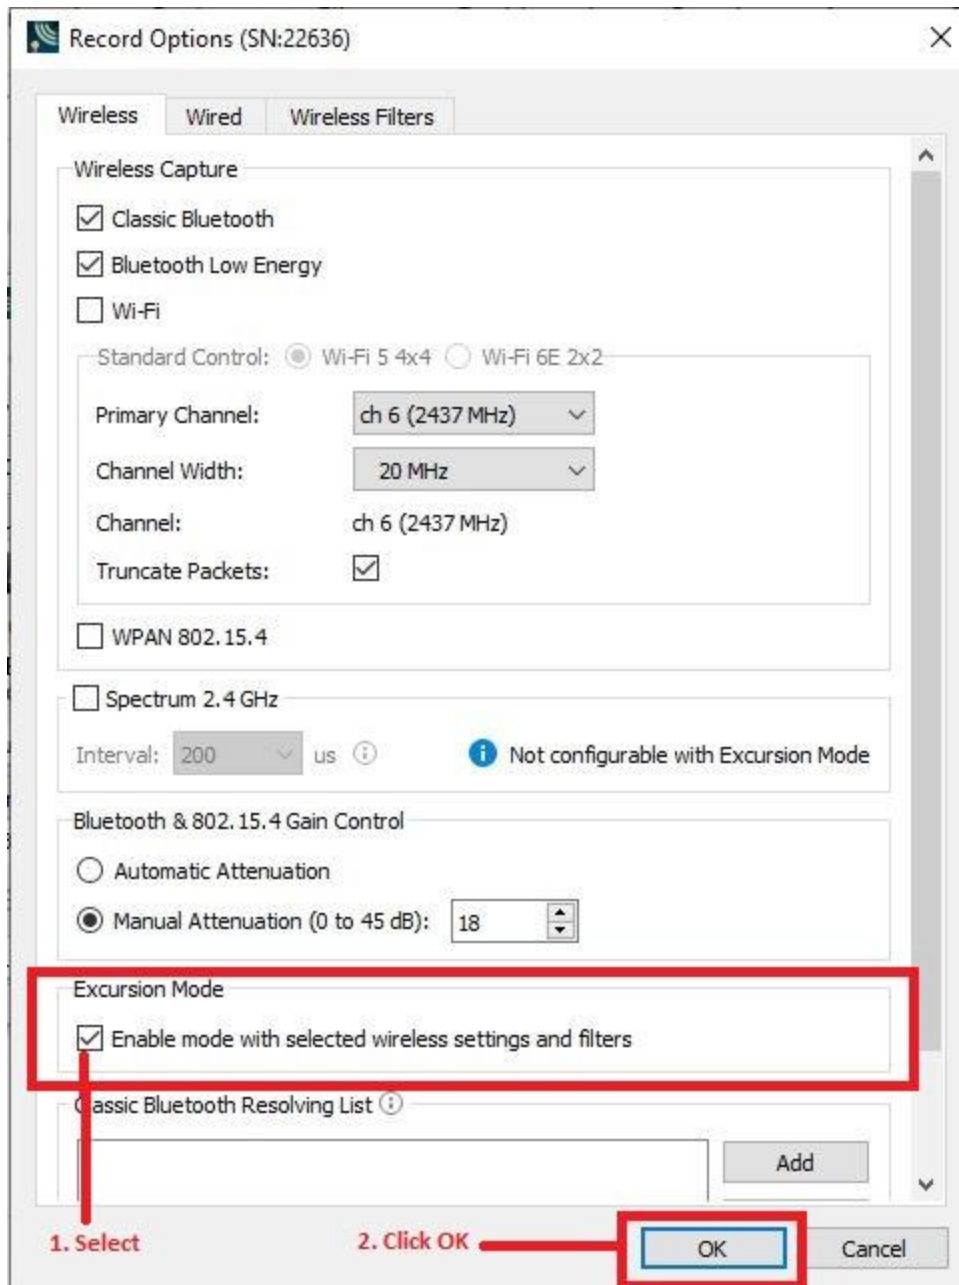 Record Options (SN:22636)
Wireless Wired Wireless Filters
Wireless Capture
Classic Bluetooth
Bluetooth Low Energy
Wi-Fi
Standard Control: Wi-Fi 5 4x4 Wi-Fi 6E 2x2
Primary Channel: ch 6 (2437 MHz)
Channel Width: 20 MHz
Channel: ch 6 (2437 MHz)
Truncate Packets:
WPAN 802.15.4
Spectrum 2.4 GHz
Interval: 200 us Not configurable with Excursion Mode
Bluetooth & 802.15.4 Gain Control
Automatic Attenuation
Manual Attenuation (0 to 45 dB): 18
Excursion Mode
Enable mode with selected wireless settings and filters
Classic Bluetooth Resolving List
Add
1. Select 2. Click OK OK Cancel